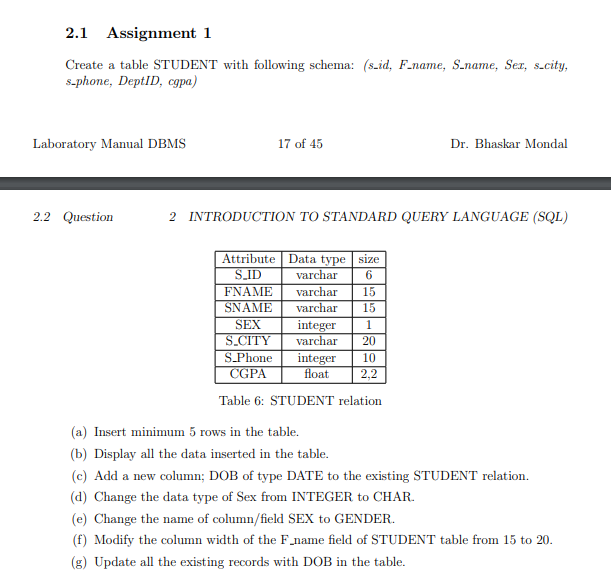 2.1 Assignment 1
Create a table STUDENT with following schema: (s_id, F_name, S_name, Sex, s_city,
s_phone, DeptID, cgpa)
Laboratory Manual DBMS 17 of 45 Dr. Bhaskar Mondal
2.2 Question 2 INTRODUCTION TO STANDARD QUERY LANGUAGE (SQL)
Attribute Data type size
S_ID varchar 6
FNAME varchar 15
SNAME varchar 15
SEX integer 1
S_CITY varchar 20
S_Phone integer 10
CGPA float 2,2
Table 6: STUDENT relation
(a) Insert minimum 5 rows in the table.
(b) Display all the data inserted in the table.
(c) Add a new column; DOB of type DATE to the existing STUDENT relation.
(d) Change the data type of Sex from INTEGER to CHAR.
(e) Change the name of column/field SEX to GENDER.
(f) Modify the column width of the F_name field of STUDENT table from 15 to 20.
(g) Update all the existing records with DOB in the table.